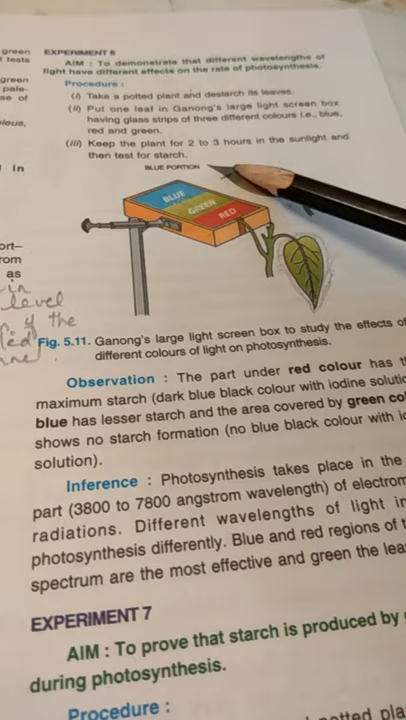 green
tests
green
pale-
se of
in
ort-
rom
as
in
level
y the
EXPERIMENT 6
AIM : To demonstrate that different wavelengths of
light have different effects on the rate of photosynthesis.
Procedure :
(i) Take a potted plant and destarch its leaves.
(ii) Put one leaf in Ganong's large light screen box
having glass strips of three different colours i.e., blue,
red and green.
(iii) Keep the plant for 2 to 3 hours in the sunlight and
then test for starch.
BLUE PORTION
BLUE
GREEN
RED
Fig. 5.11. Ganong's large light screen box to study the effects of
different colours of light on photosynthesis.
Observation : The part under red colour has t
maximum starch (dark blue black colour with iodine solutio
blue has lesser starch and the area covered by green co
shows no starch formation (no blue black colour with i
solution).
Inference : Photosynthesis takes place in the
part (3800 to 7800 angstrom wavelength) of electrom
radiations. Different wavelengths of light in
photosynthesis differently. Blue and red regions of t
spectrum are the most effective and green the lea
EXPERIMENT 7
AIM : To prove that starch is produced by
during photosynthesis.
Procedure :
potted pla